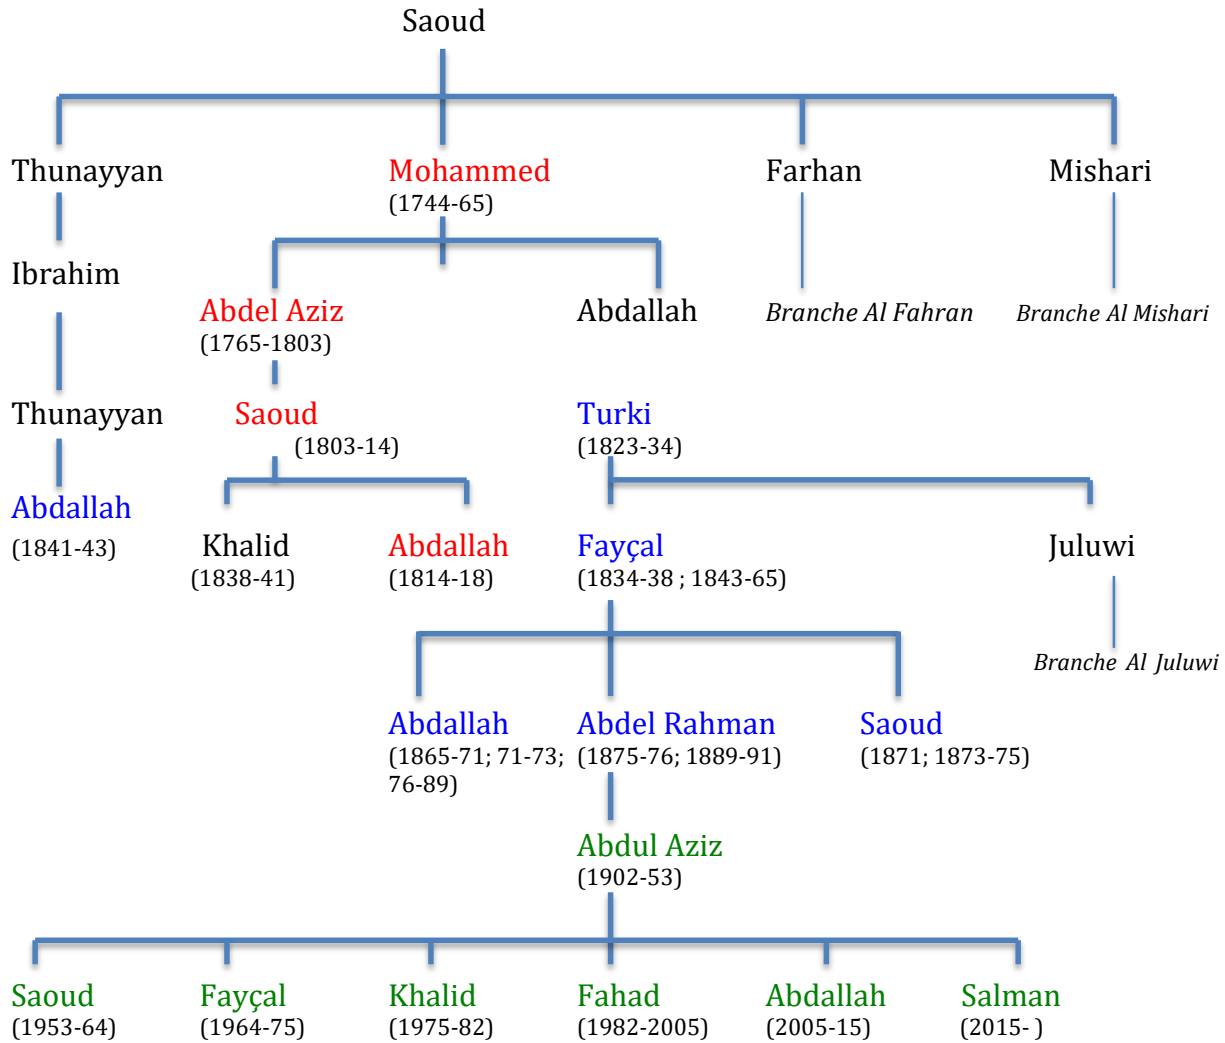 Saoud
Thunayyan
Mohammed
(1744-65)
Farhan
Mishari
Ibrahim
Abdel Aziz
(1765-1803)
Abdallah
Branche Al Fahran
Branche Al Mishari
Thunayyan
Saoud
(1803-14)
Turki
(1823-34)
Abdallah
(1841-43)
Khalid
(1838-41)
Abdallah
(1814-18)
Fayçal
(1834-38 ; 1843-65)
Juluwi
Branche Al Juluwi
Abdallah
(1865-71; 71-73;
76-89)
Abdel Rahman
(1875-76; 1889-91)
Saoud
(1871; 1873-75)
Abdul Aziz
(1902-53)
Saoud
(1953-64)
Fayçal
(1964-75)
Khalid
(1975-82)
Fahad
(1982-2005)
Abdallah
(2005-15)
Salman
(2015- )